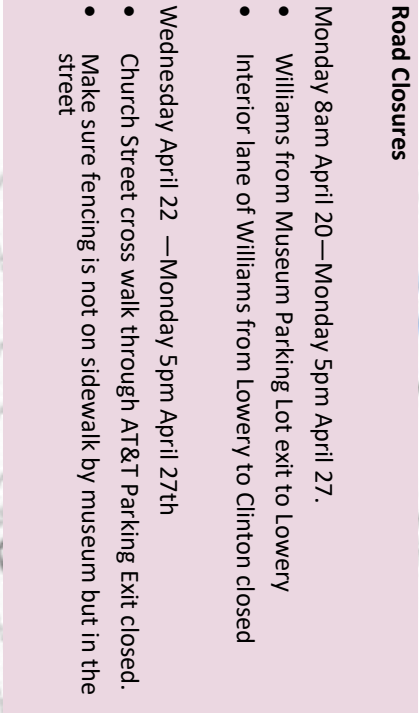 Road Closures
Monday 8am April 20—Monday 5pm April 27.
• Williams from Museum Parking Lot exit to Lowery
• Interior lane of Williams from Lowery to Clinton closed
Wednesday April 22 —Monday 5pm April 27th
• Church Street cross walk through AT&T Parking Exit closed.
• Make sure fencing is not on sidewalk by museum but in the
street